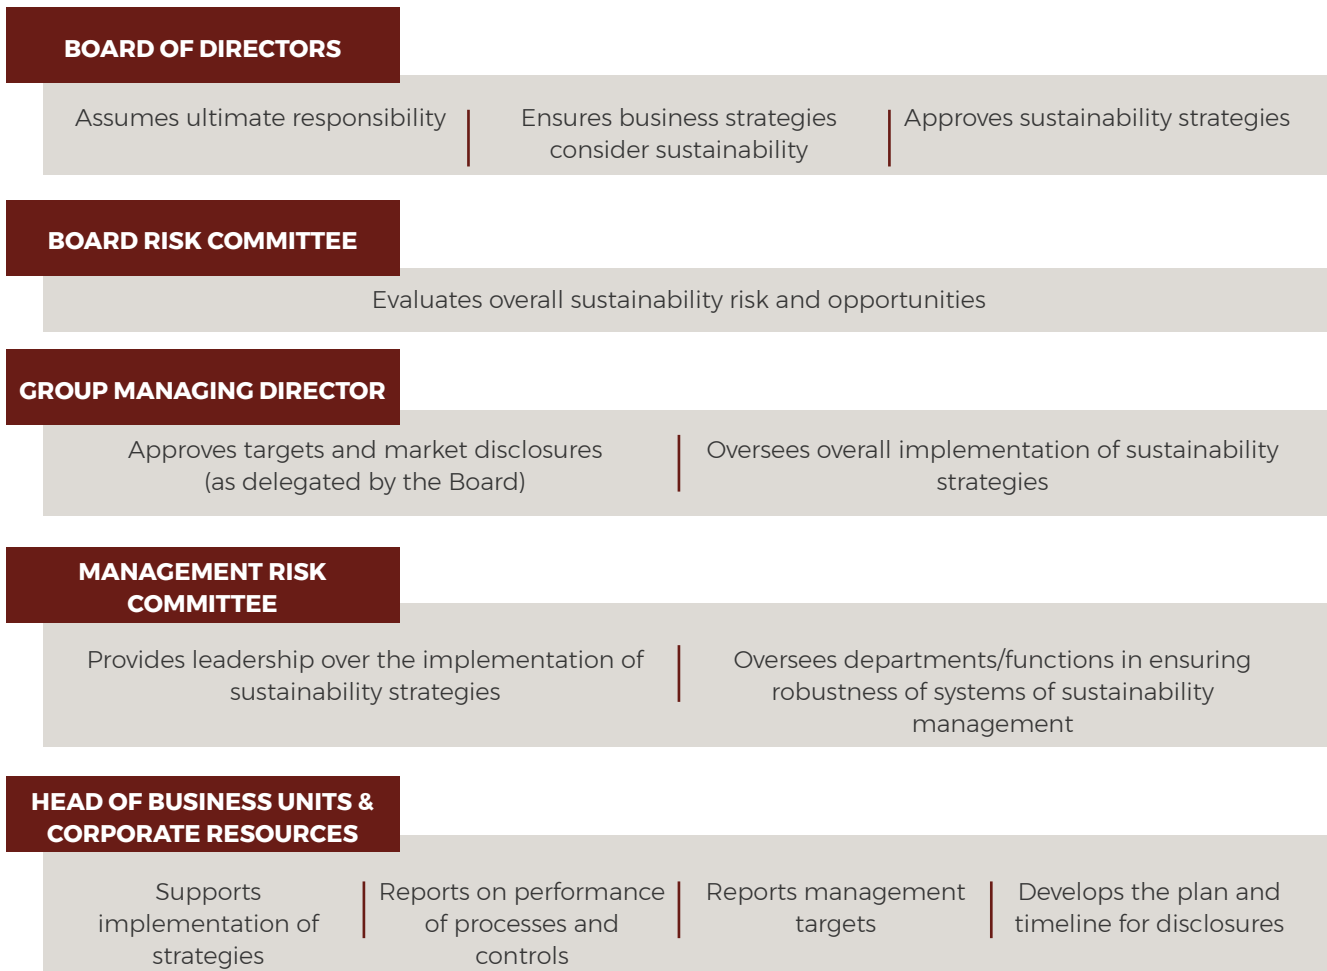 BOARD OF DIRECTORS
Assumes ultimate responsibility
Ensures business strategies
consider sustainability
Approves sustainability strategies
BOARD RISK COMMITTEE
Evaluates overall sustainability risk and opportunities
GROUP MANAGING DIRECTOR
Approves targets and market disclosures
(as delegated by the Board)
Oversees overall implementation of sustainability
strategies
MANAGEMENT RISK
COMMITTEE
Provides leadership over the implementation of
sustainability strategies
Oversees departments/functions in ensuring
robustness of systems of sustainability
management
HEAD OF BUSINESS UNITS &
CORPORATE RESOURCES
Supports
implementation of
strategies
Reports on performance
of processes and
controls
Reports management
targets
Develops the plan and
timeline for disclosures